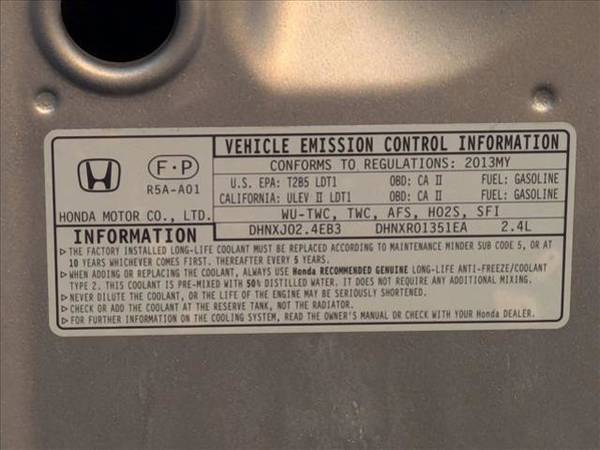 VEHICLE EMISSION CONTROL INFORMATION
F·P
R5A-A01
HONDA MOTOR CO., LTD.
CONFORMS TO REGULATIONS: 2013MY
U.S. EPA: T2B5 LDT1 OBD: CA II FUEL: GASOLINE
CALIFORNIA: ULEV II LDT1 OBD: CA II FUEL: GASOLINE
WU-TWC, TWC, AFS, HO2S, SFI
DHNXJ02.4EB3 DHNXR01351EA 2.4L
INFORMATION
▷ THE FACTORY INSTALLED LONG-LIFE COOLANT MUST BE REPLACED ACCORDING TO MAINTENANCE MINDER SUB CODE 5, OR AT
10 YEARS WHICHEVER COMES FIRST. THEREAFTER EVERY 5 YEARS.
▷ WHEN ADDING OR REPLACING THE COOLANT, ALWAYS USE Honda RECOMMENDED GENUINE LONG-LIFE ANTI-FREEZE/COOLANT
TYPE 2. THIS COOLANT IS PRE-MIXED WITH 50% DISTILLED WATER. IT DOES NOT REQUIRE ANY ADDITIONAL MIXING.
▷ NEVER DILUTE THE COOLANT, OR THE LIFE OF THE ENGINE MAY BE SERIOUSLY SHORTENED.
▷ CHECK OR ADD THE COOLANT AT THE RESERVE TANK, NOT THE RADIATOR.
▷ FOR FURTHER INFORMATION ON THE COOLING SYSTEM, READ THE OWNER'S MANUAL OR CHECK WITH YOUR Honda DEALER.